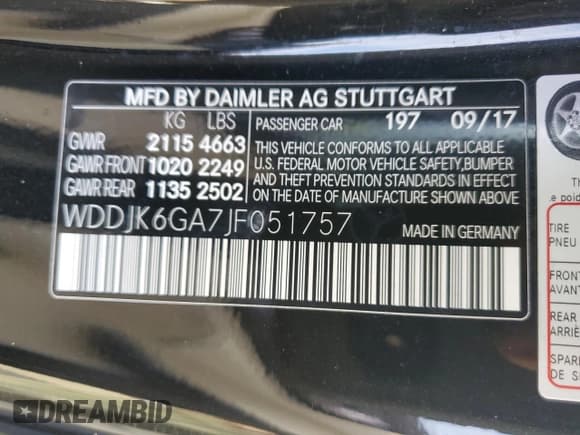 MFD BY DAIMLER AG STUTTGART
KG LBS
GVWR 2115 4663
GAWR FRONT 1020 2249
GAWR REAR 1135 2502
PASSENGER CAR 197 09/17
THIS VEHICLE CONFORMS TO ALL APPLICABLE
U.S. FEDERAL MOTOR VEHICLE SAFETY,BUMPER
AND THEFT PREVENTION STANDARDS IN EFFECT
ON THE DATE OF MANUFACTURE SHOWN ABOVE
WDDJK6GA7JF051757
MADE IN GERMANY
The
.e poid
TIRE
PNEU
FRONT
AVANT
REAR
ARRIÈ
SPAR
DE S
DREAMBID